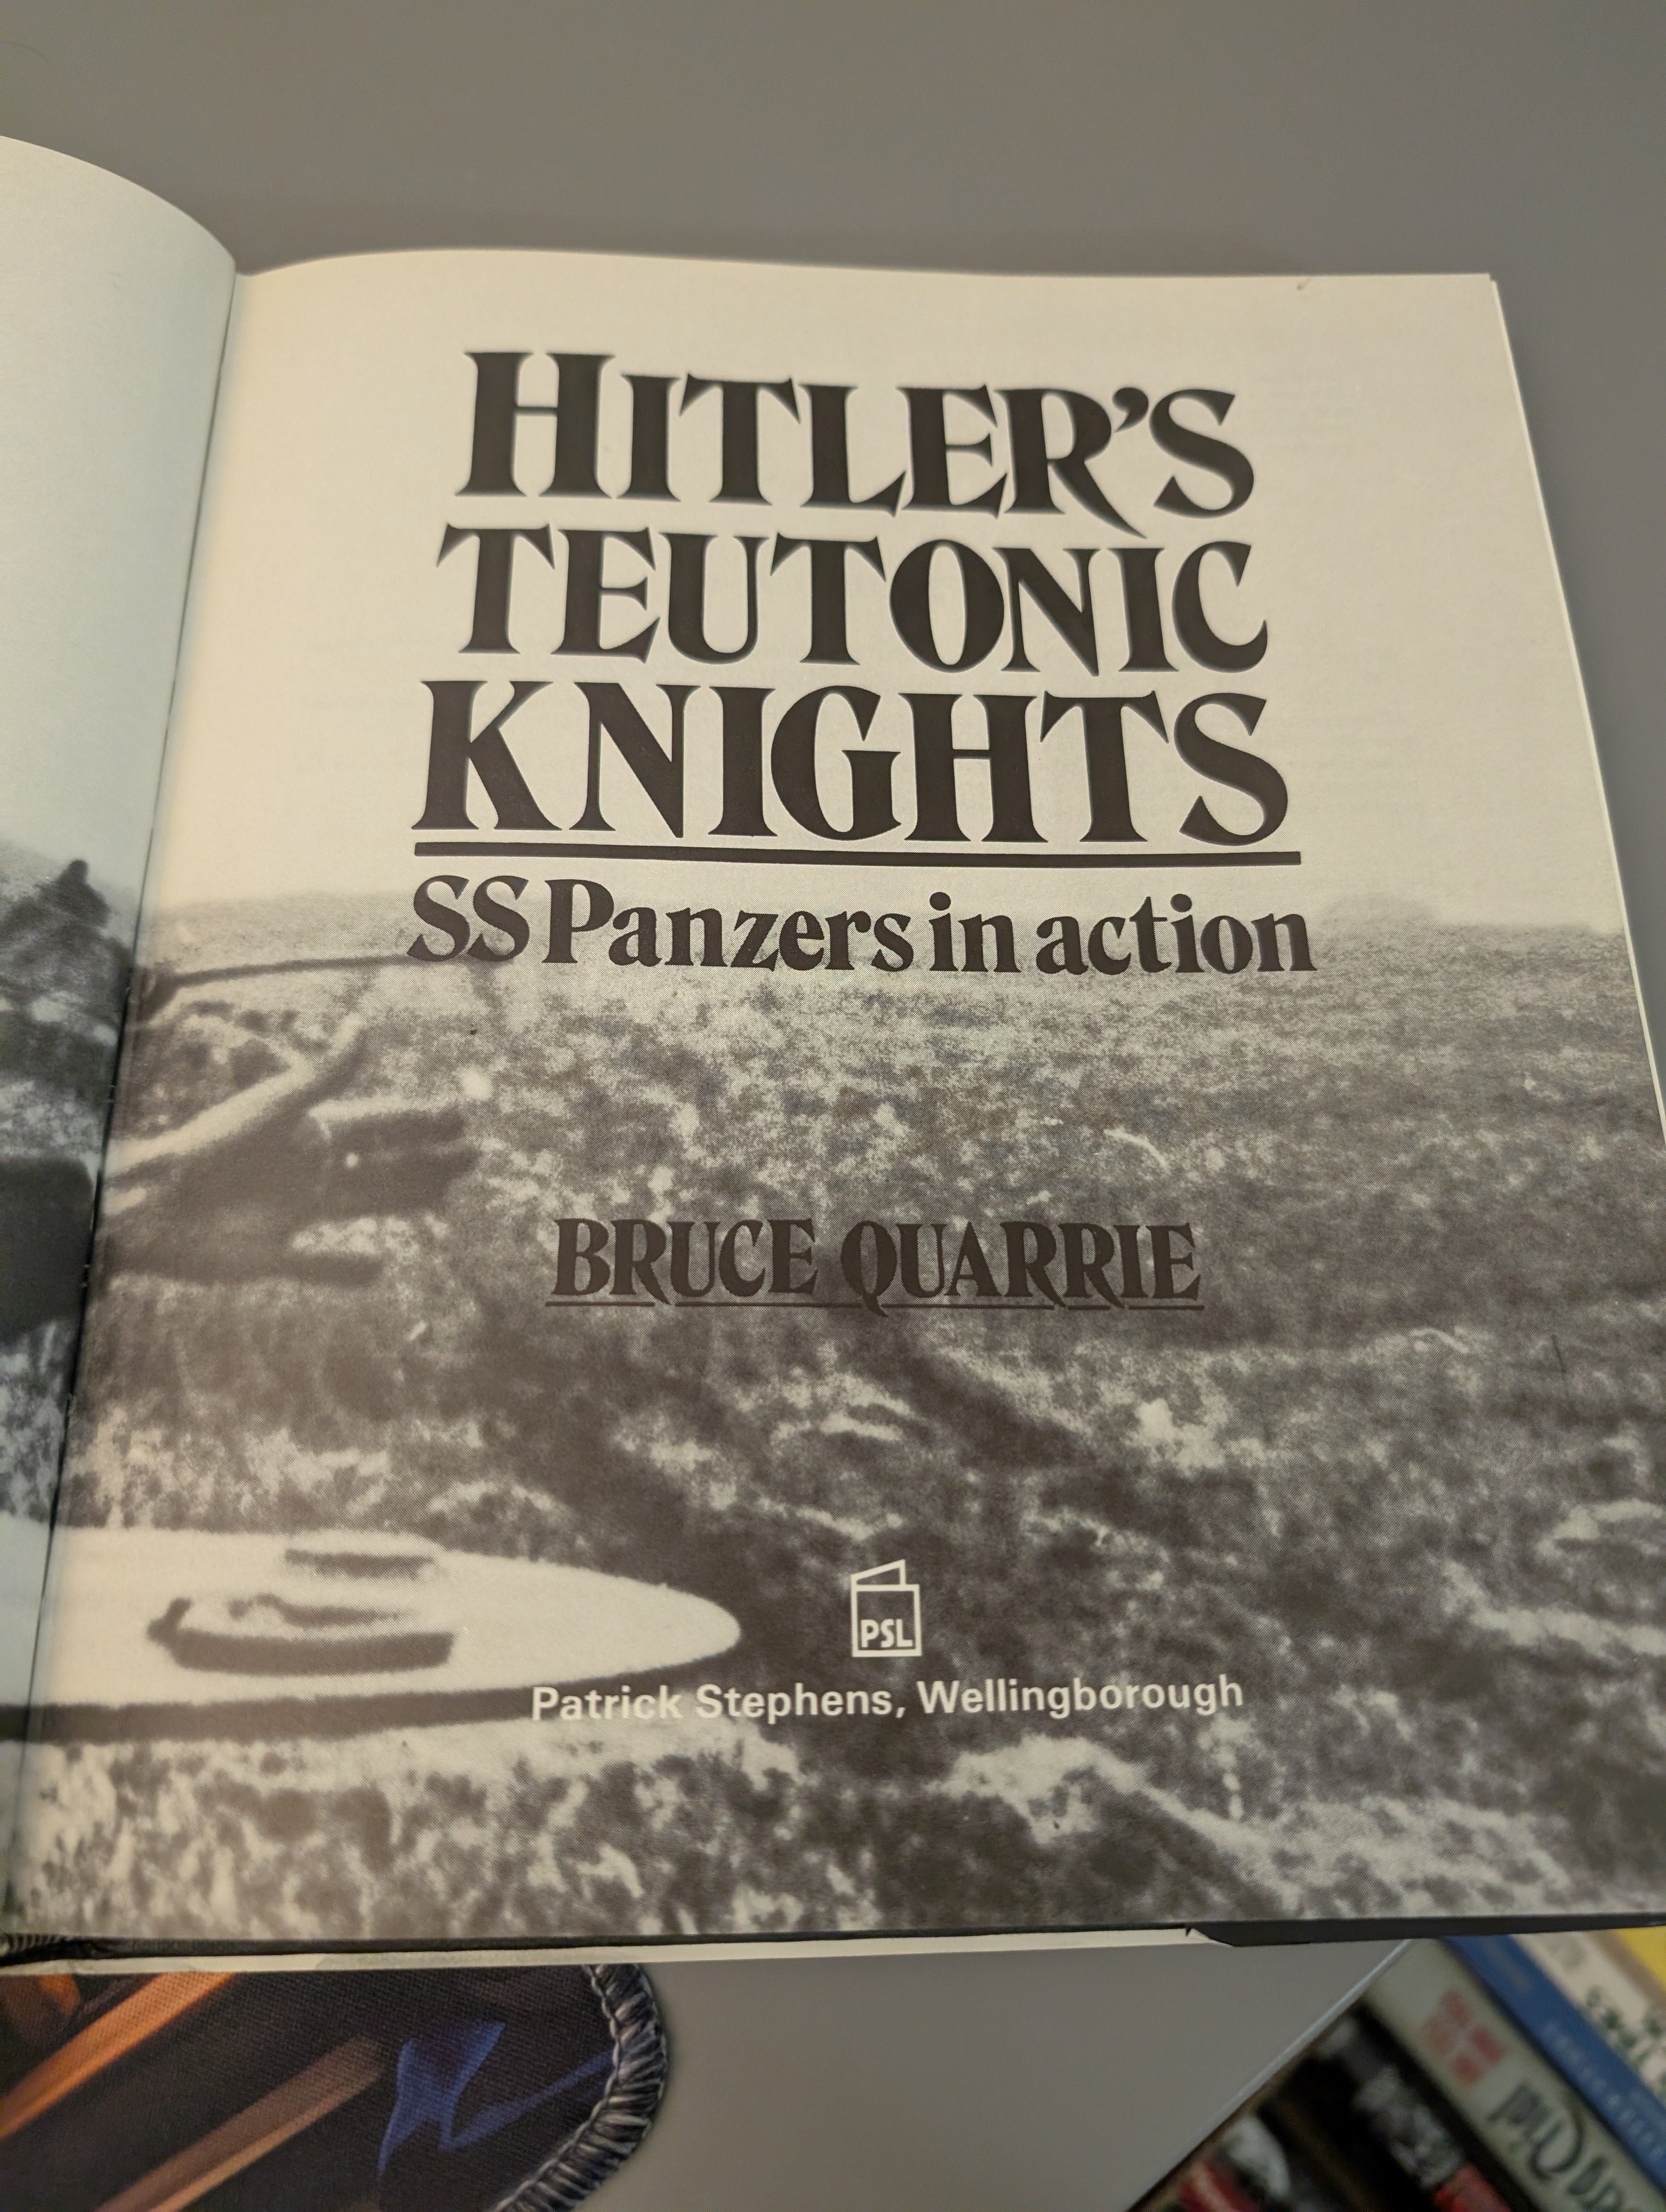 HITLER'S
TEUTONIC
KNIGHTS
SS Panzers in action
BRUCE QUARRIE
PSL
Patrick Stephens, Wellingborough